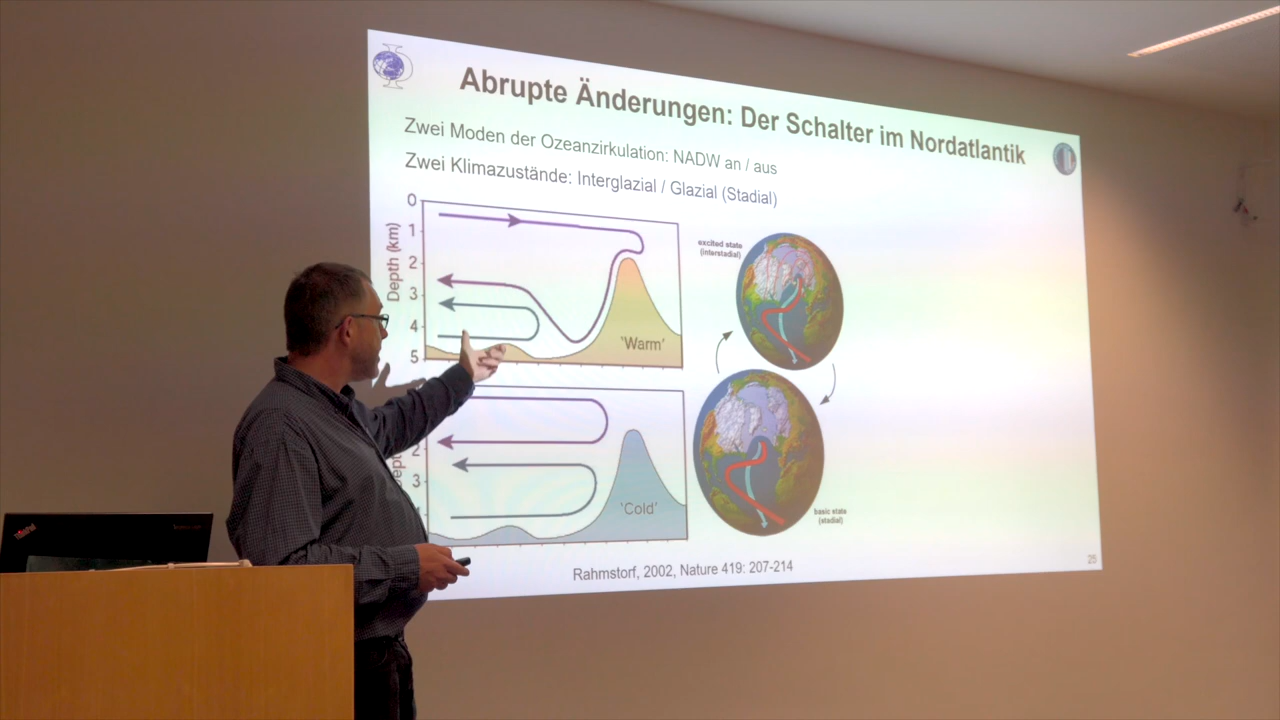 Abrupte Änderungen: Der Schalter im Nordatlantik
Zwei Moden der Ozeanzirkulation: NADW an / aus
Zwei Klimazustände: Interglazial / Glazial (Stadial)
0
1
2
3
4
5
Depth (km)
'Warm'
excited state
(interstadial)
2
3
'Cold'
basic state
(stadial)
Rahmstorf, 2002, Nature 419: 207-214
25
ThinkPad